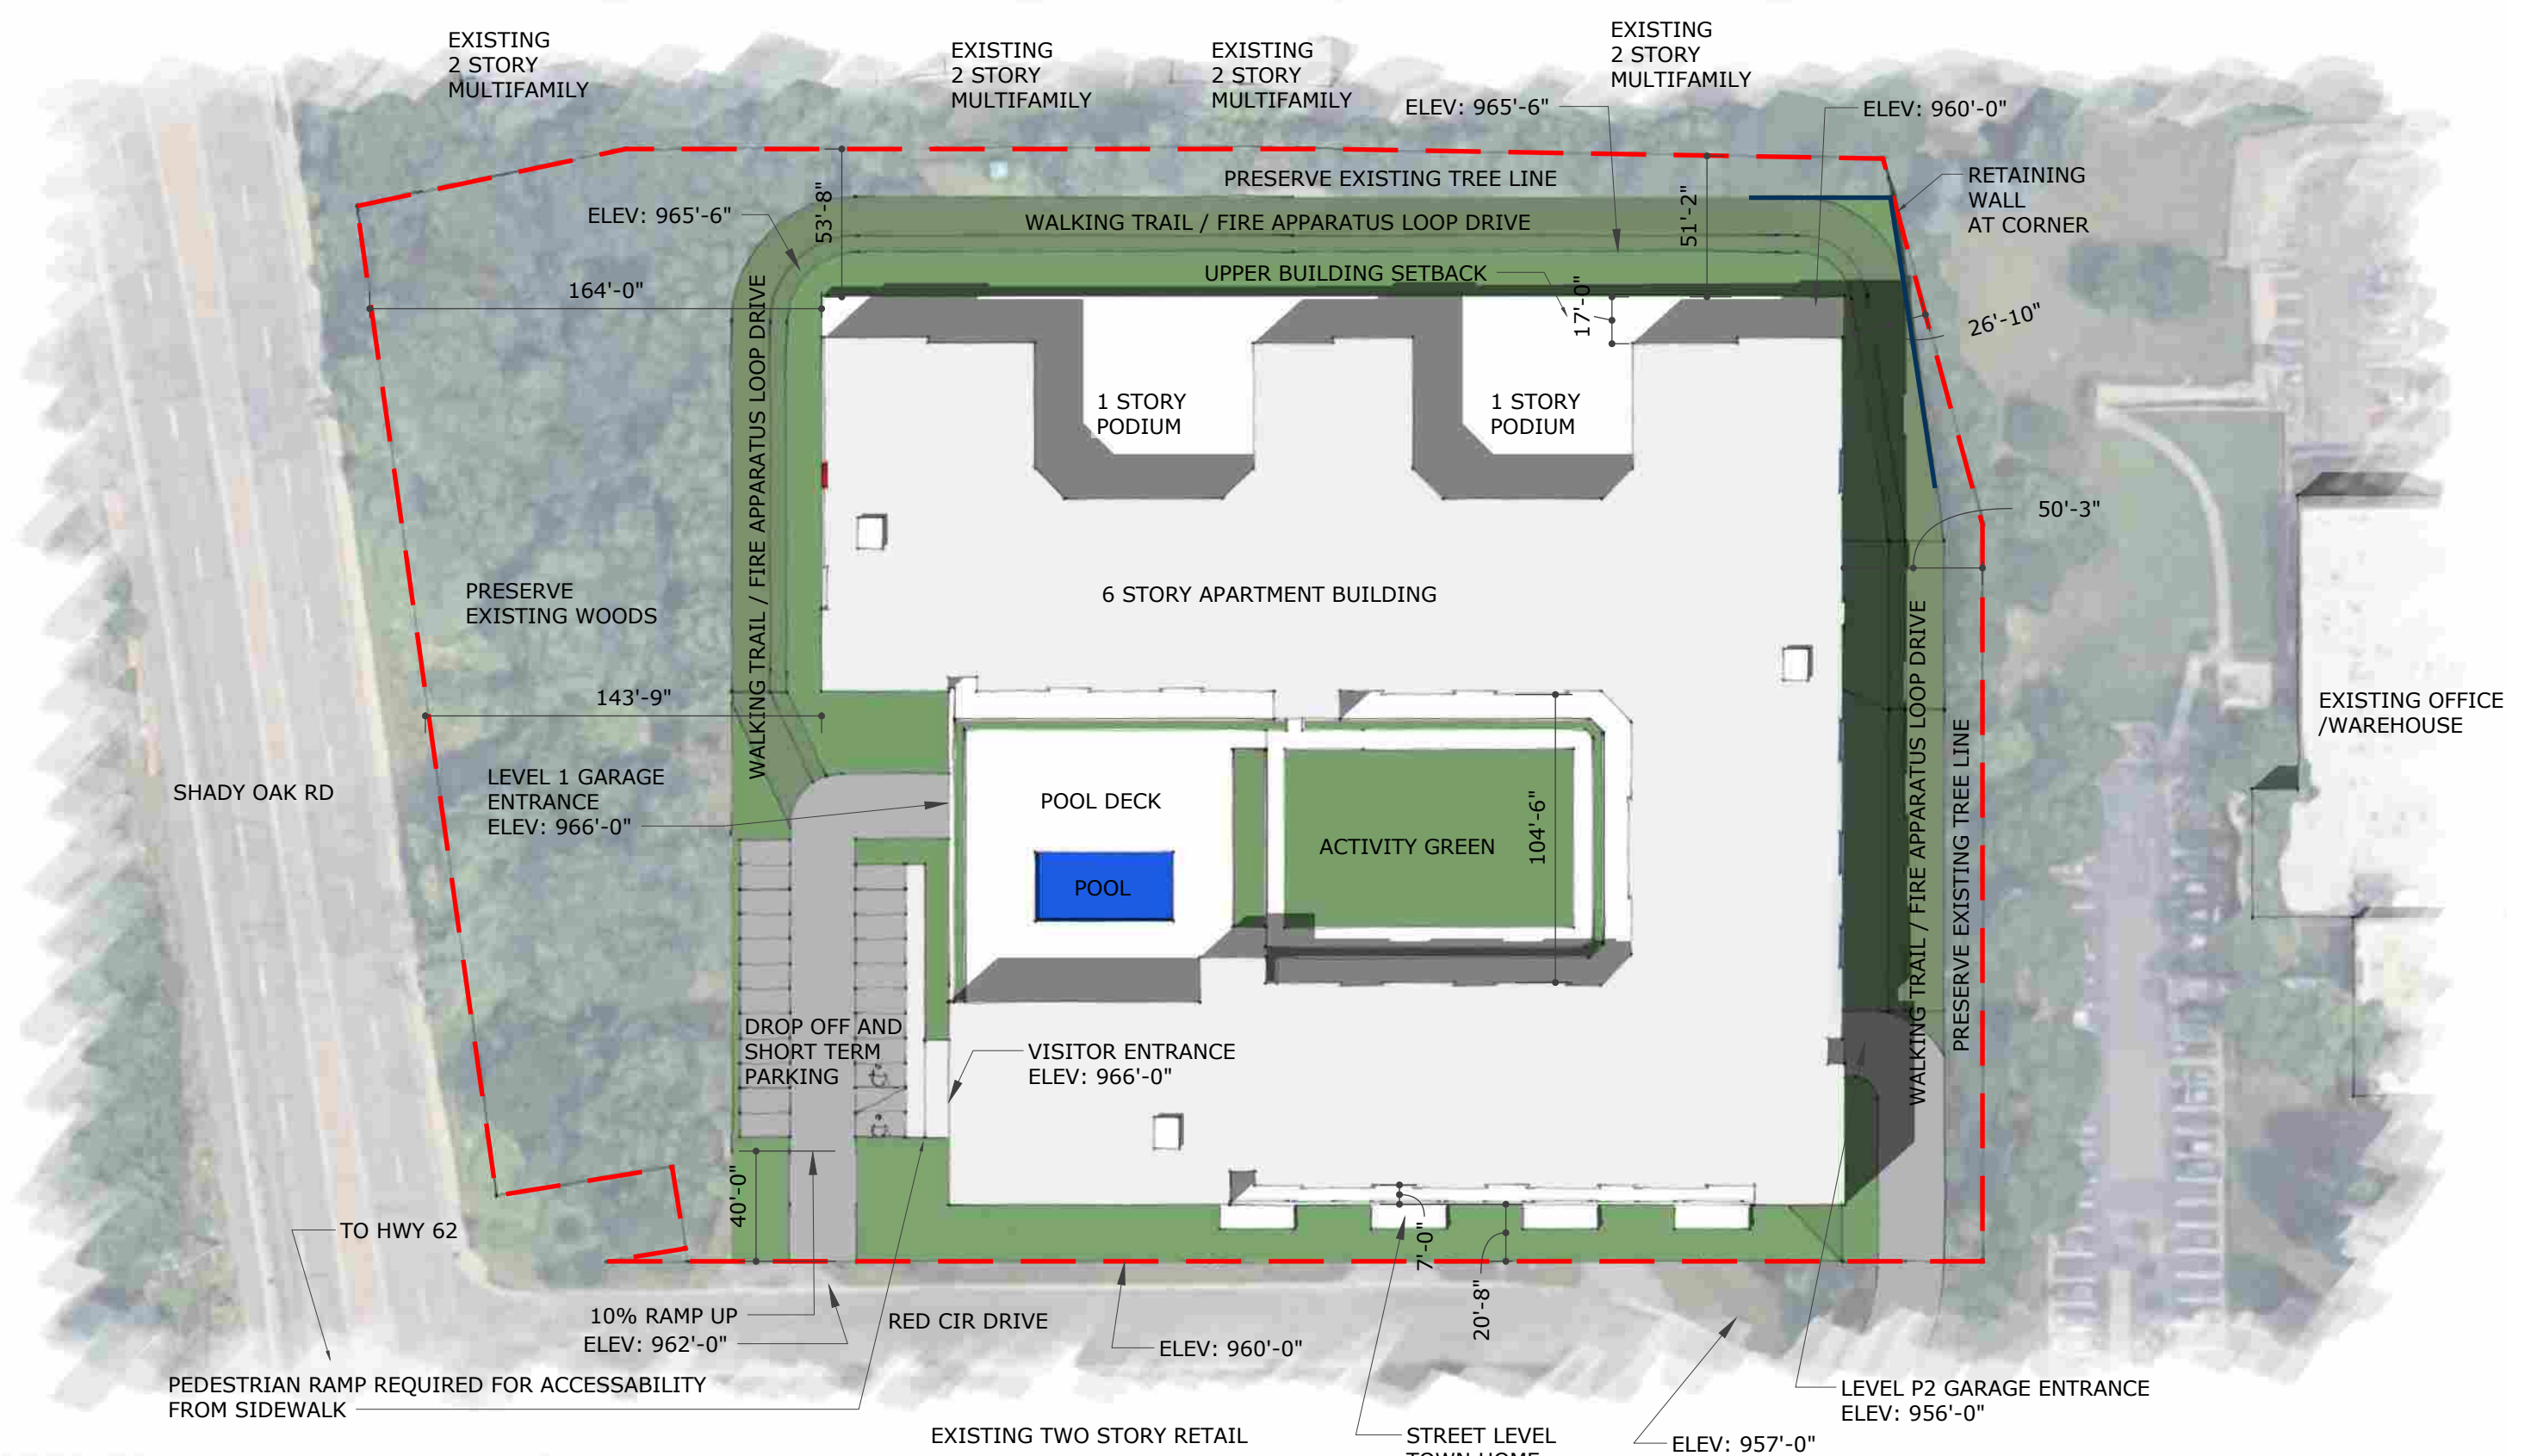 EXISTING
2 STORY
MULTIFAMILY
EXISTING
2 STORY
MULTIFAMILY
EXISTING
2 STORY
MULTIFAMILY
EXISTING
2 STORY
MULTIFAMILY
ELEV: 965'-6"
ELEV: 960'-0"
RETAINING
WALL
AT CORNER
PRESERVE EXISTING TREE LINE
ELEV: 965'-6"
53'-8"
WALKING TRAIL / FIRE APPARATUS LOOP DRIVE
51'-2"
UPPER BUILDING SETBACK
17'-0"
164'-0"
26'-10"
WALKING TRAIL / FIRE APPARATUS LOOP DRIVE
1 STORY
PODIUM
1 STORY
PODIUM
50'-3"
PRESERVE
EXISTING WOODS
6 STORY APARTMENT BUILDING
143'-9"
EXISTING OFFICE
/WAREHOUSE
SHADY OAK RD
LEVEL 1 GARAGE
ENTRANCE
ELEV: 966'-0"
POOL DECK
POOL
ACTIVITY GREEN
104'-6"
WALKING TRAIL / FIRE APPARATUS LOOP DRIVE
PRESERVE EXISTING TREE LINE
DROP OFF AND
SHORT TERM
PARKING
VISITOR ENTRANCE
ELEV: 966'-0"
40'-0"
TO HWY 62
7'-0"
20'-8"
10% RAMP UP
ELEV: 962'-0"
RED CIR DRIVE
ELEV: 960'-0"
PEDESTRIAN RAMP REQUIRED FOR ACCESSABILITY
FROM SIDEWALK
LEVEL P2 GARAGE ENTRANCE
ELEV: 956'-0"
EXISTING TWO STORY RETAIL
STREET LEVEL
TOWN HOME
ELEV: 957'-0"